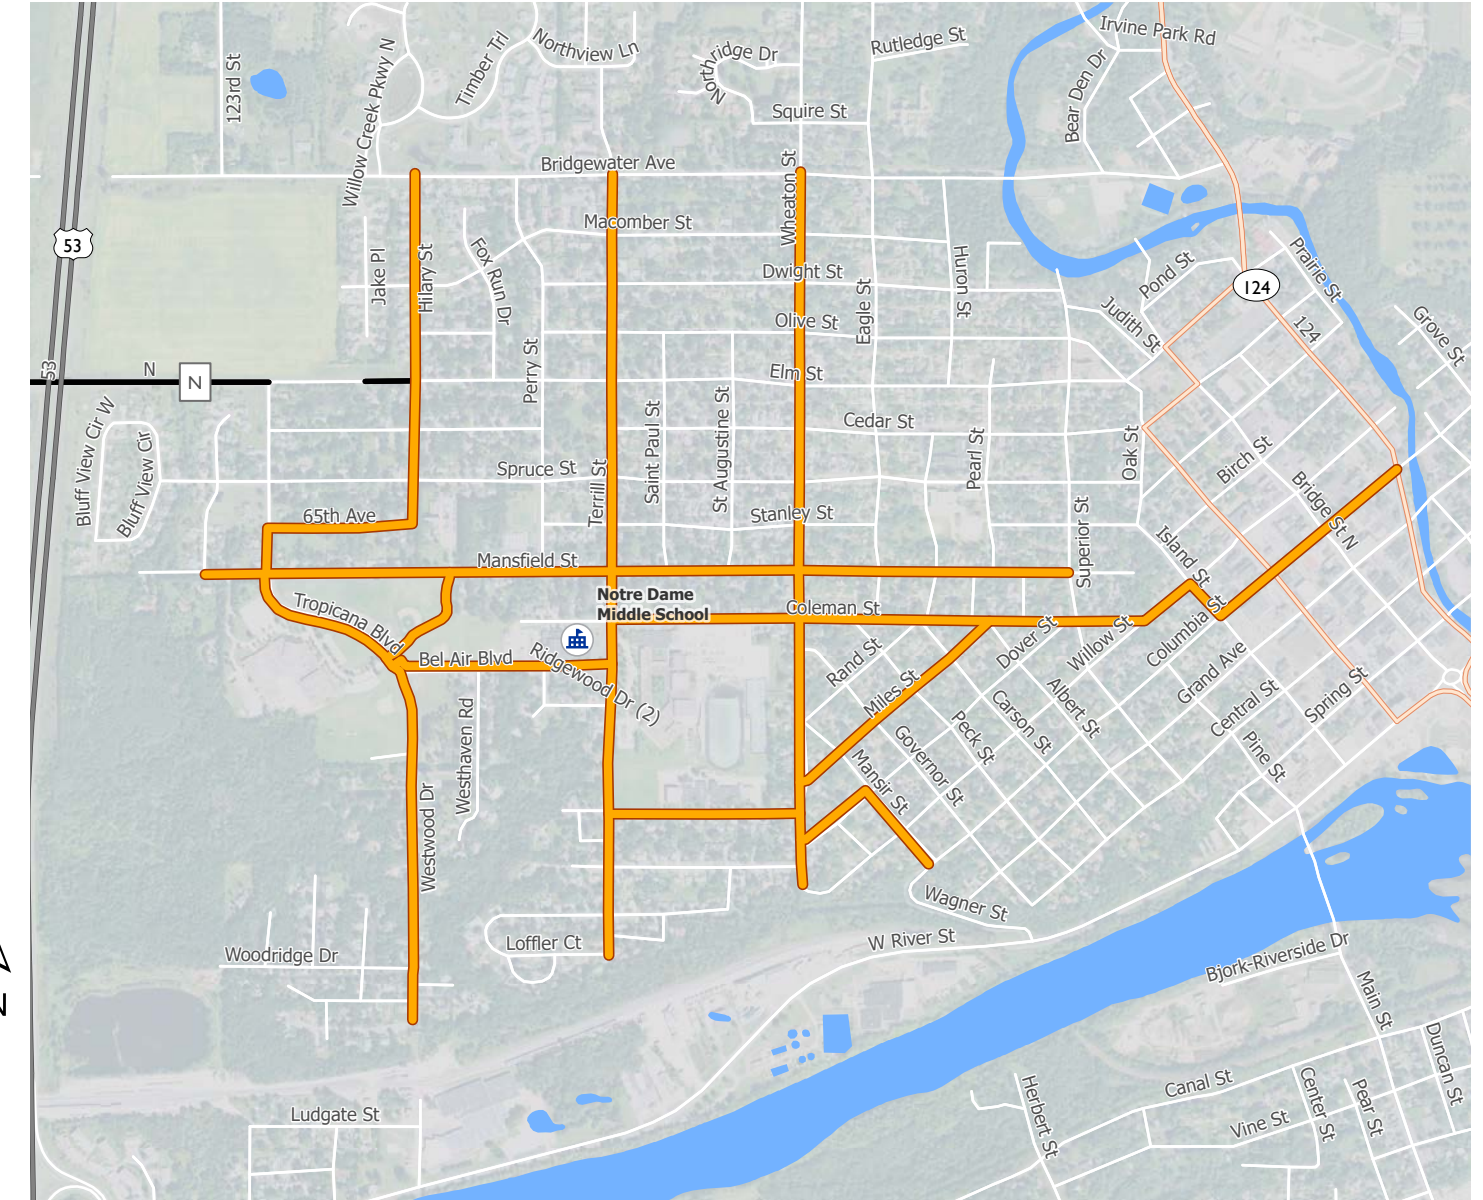 Irvine Park Rd
Northview Ln
Rutledge St
Timber Trl
Northridge Dr
123rd St
Willow Creek Pkwy N
Bear Den Dr
Squire St
Bridgewater Ave
Wheaton St
Macomber St
53
Jake Pl
Hilary St
Fox Run Dr
Dwight St
Huron St
Pond St
Prairie St
124
Eagle St
Judith St
Olive St
124
Grove St
53
N
N
Perry St
Elm St
Bluff View Cir W
Bluff View Cir
Saint Paul St
St Augustine St
Cedar St
Pearl St
Oak St
Birch St
Spruce St
Terrill St
Bridge St N
65th Ave
Stanley St
Superior St
Island St
Mansfield St
Notre Dame
Middle School
Coleman St
Tropicana Blvd
Bel Air Blvd
Ridgewood Dr (2)
Rand St
Miles St
Dover St
Willow St
Columbia St
Grand Ave
Central St
Spring St
Albert St
Carson St
Peck St
Governor St
Mansir St
Pine St
Westhaven Rd
Westwood Dr
Wagner St
W River St
Loffler Ct
Woodridge Dr
Bjork-Riverside Dr
Main St
N
Duncan St
Canal St
Center St
Pear St
Herbert St
Vine St
Ludgate St